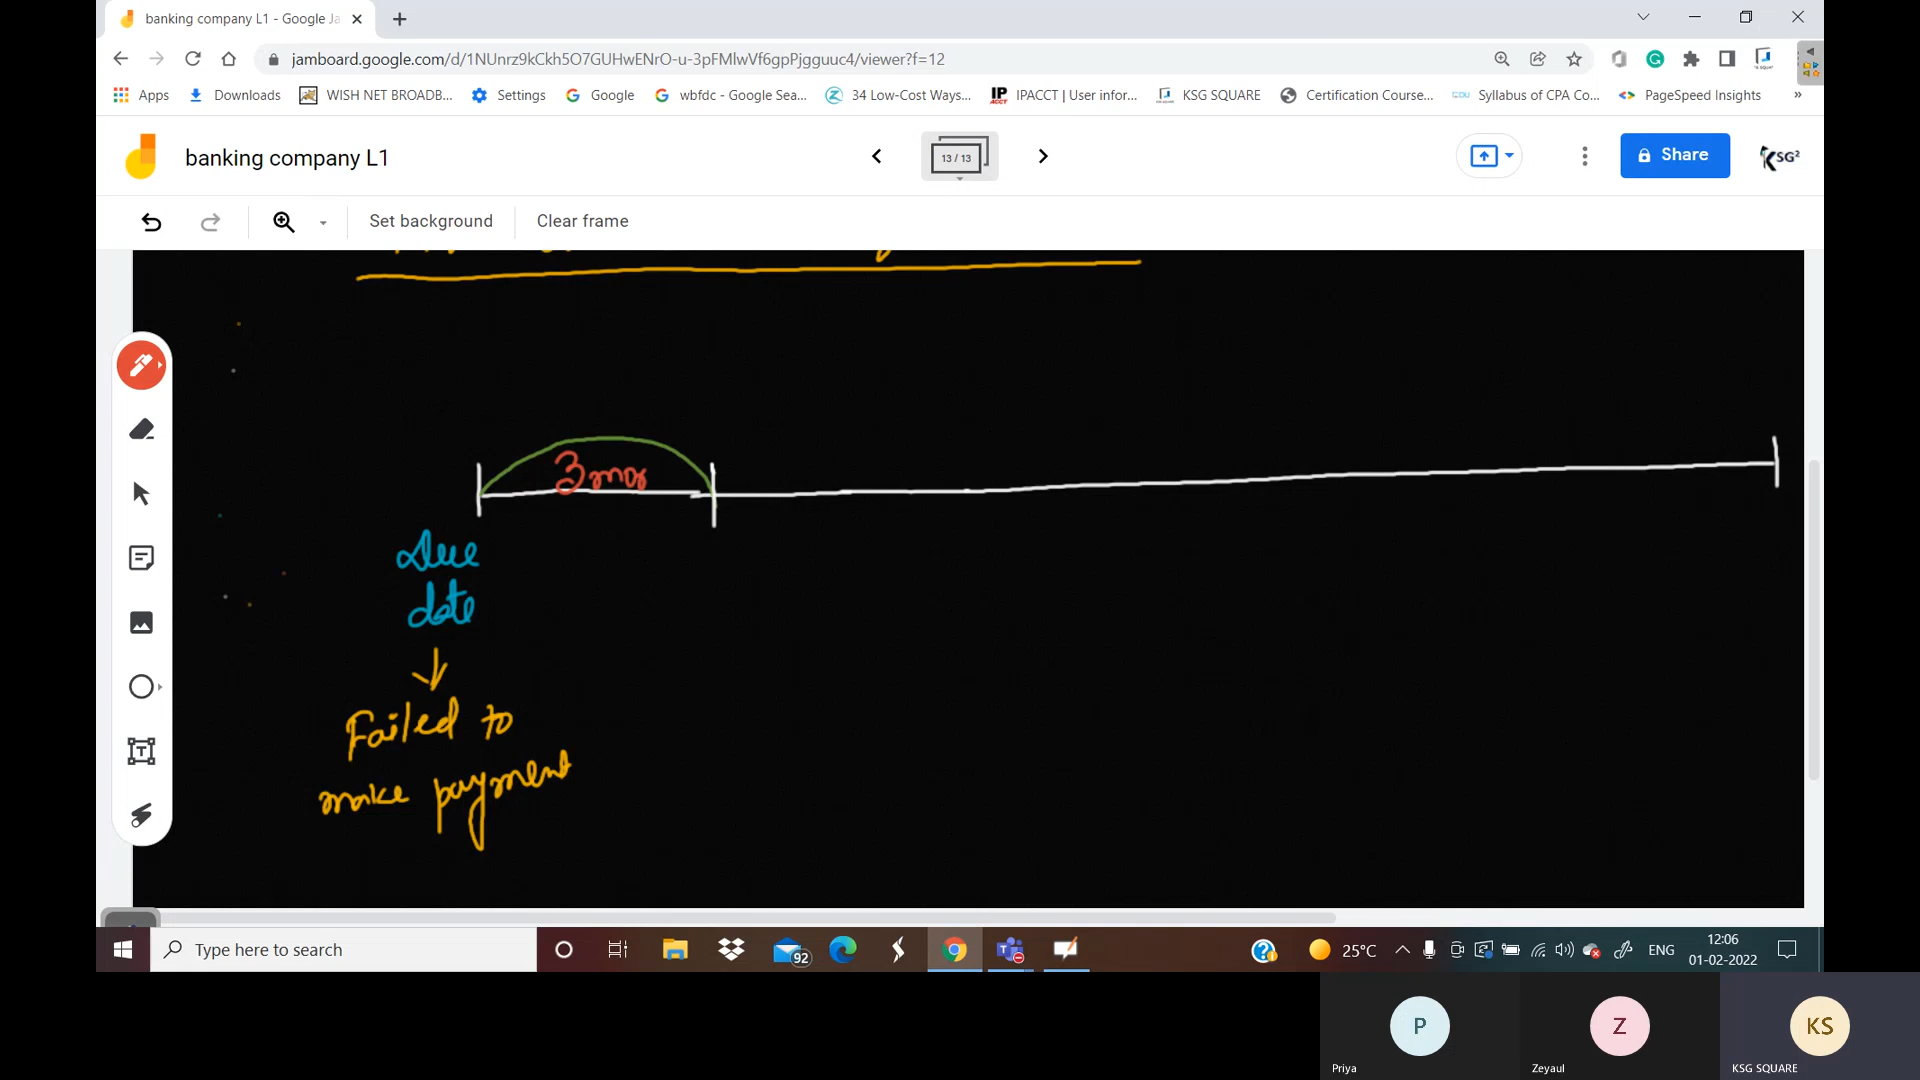 banking company L1 - Google Ja
jamboard.google.com/d/1NUnrz9kCkh5O7GUHwENrO-u-3pFMlwVf6gpPjgguuc4/viewer?f=12
Apps Downloads WISH NET BROADB... Settings Google wbfdc - Google Sea... 34 Low-Cost Ways... IPACCT | User infor... KSG SQUARE Certification Course... Syllabus of CPA Co... PageSpeed Insights »
banking company L1
13 / 13
Share
KSG²
Set background Clear frame
3 mos
Due
date
Failed to
make payment
Type here to search
92
25°C
ENG
12:06
01-02-2022
P
Z
KS
Priya
Zeyaul
KSG SQUARE